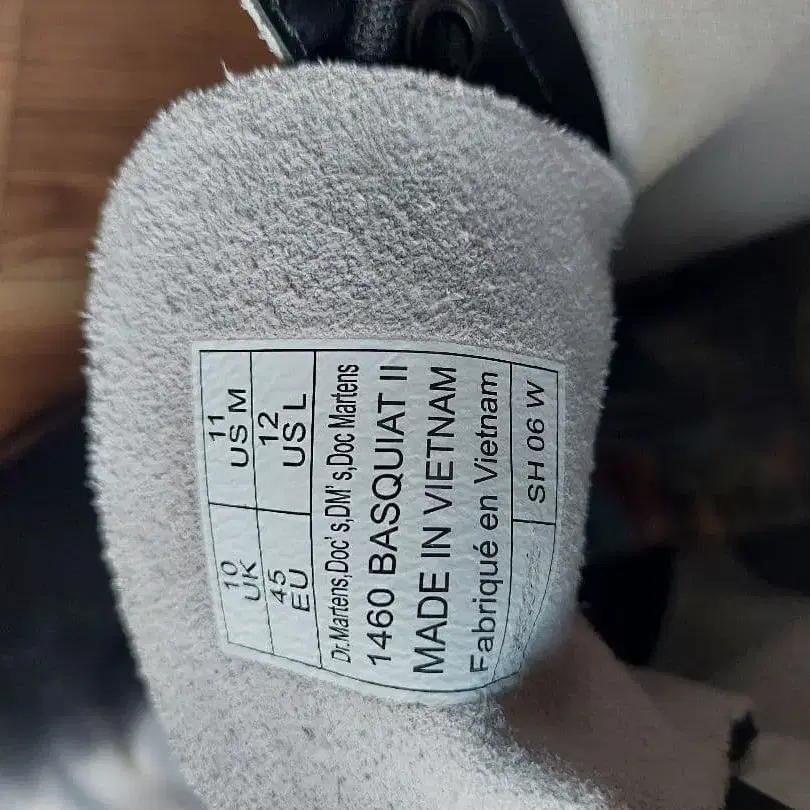 10
UK
11
US M
45
EU
12
US L
Dr.Martens,Doc's,DM's,Doc Martens
1460 BASQUIAT II
MADE IN VIETNAM
Fabriqué en Vietnam
SH 06 W